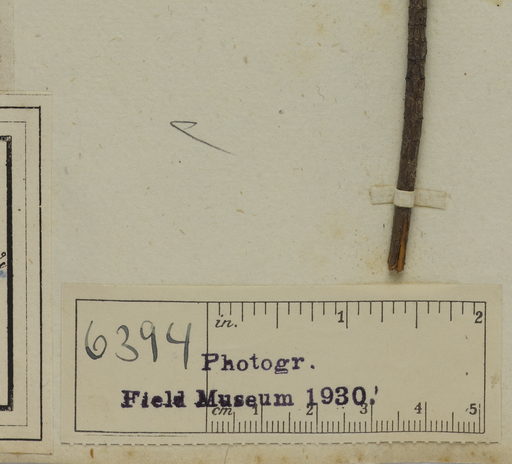 in. 1 2
6394
Photogr.
Field Museum 1930.
cm. 1 2 3 4 5